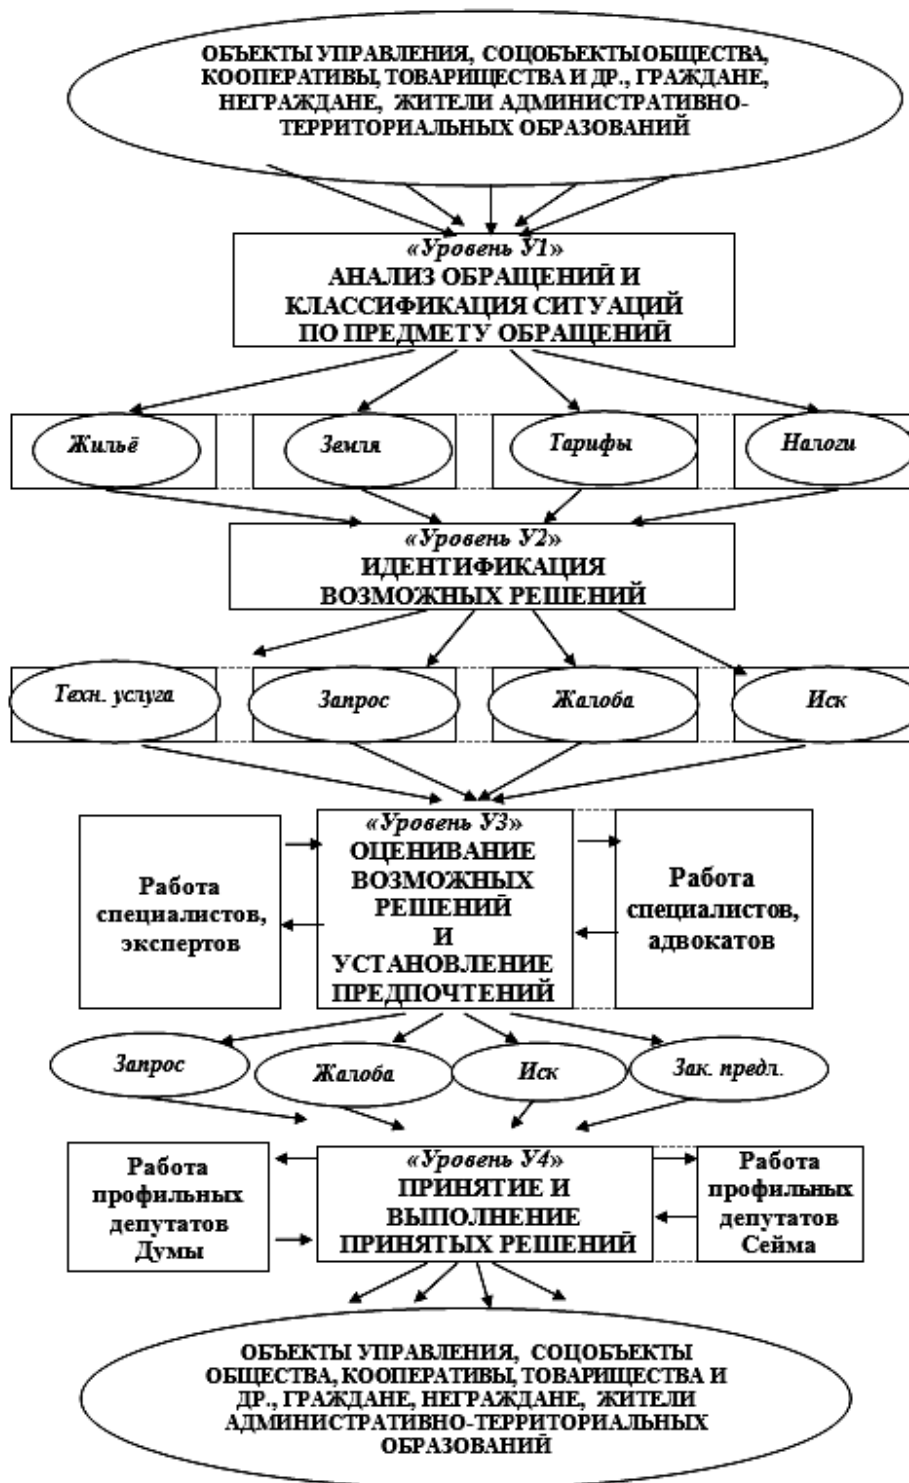 ОБЪЕКТЫ УПРАВЛЕНИЯ, СОЦОБЪЕКТЫ ОБЩЕСТВА,
КООПЕРАТИВЫ, ТОВАРИЩЕСТВА И ДР., ГРАЖДАНЕ,
НЕГРАЖДАНЕ, ЖИТЕЛИ АДМИНИСТРАТИВНО-
ТЕРРИТОРИАЛЬНЫХ ОБРАЗОВАНИЙ
«Уровень У1»
АНАЛИЗ ОБРАЩЕНИЙ И
КЛАССИФИКАЦИЯ СИТУАЦИЙ
ПО ПРЕДМЕТУ ОБРАЩЕНИЙ
Жильё
Земля
Тарифы
Налоги
«Уровень У2»
ИДЕНТИФИКАЦИЯ
ВОЗМОЖНЫХ РЕШЕНИЙ
Техн. услуга
Запрос
Жалоба
Иск
Работа
специалистов,
экспертов
«Уровень У3»
ОЦЕНИВАНИЕ
ВОЗМОЖНЫХ
РЕШЕНИЙ
И
УСТАНОВЛЕНИЕ
ПРЕДПОЧТЕНИЙ
Работа
специалистов,
адвокатов
Запрос
Жалоба
Иск
Зак. предл.
Работа
профильных
депутатов
Думы
«Уровень У4»
ПРИНЯТИЕ И
ВЫПОЛНЕНИЕ
ПРИНЯТЫХ РЕШЕНИЙ
Работа
профильных
депутатов
Сейма
ОБЪЕКТЫ УПРАВЛЕНИЯ, СОЦОБЪЕКТЫ
ОБЩЕСТВА, КООПЕРАТИВЫ, ТОВАРИЩЕСТВА И
ДР., ГРАЖДАНЕ, НЕГРАЖДАНЕ, ЖИТЕЛИ
АДМИНИСТРАТИВНО-ТЕРРИТОРИАЛЬНЫХ
ОБРАЗОВАНИЙ